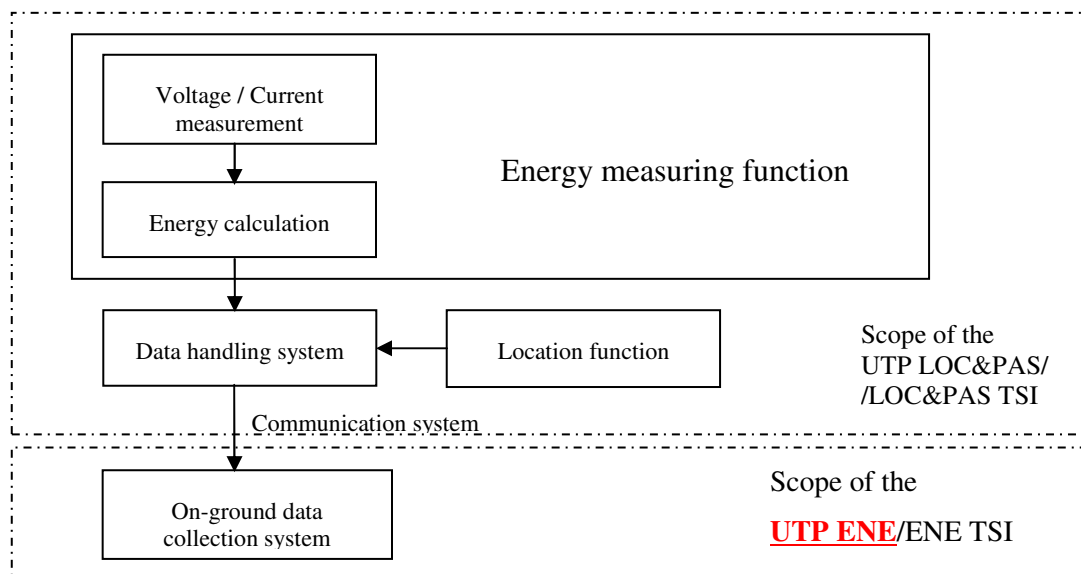 Voltage / Current
measurement
Energy measuring function
Energy calculation
Data handling system
Location function
Scope of the
UTP LOC&PAS/
/LOC&PAS TSI
Communication system
On-ground data
collection system
Scope of the
UTP ENE/ENE TSI